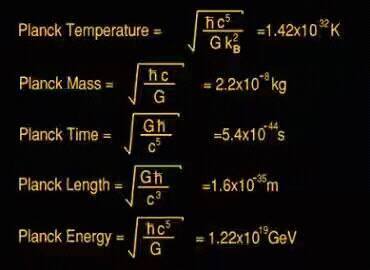 Planck Temperature = √(ħc⁵ / G k_B²) =1.42x10³²K
Planck Mass = √(ħc / G) = 2.2x10⁻⁸kg
Planck Time = √(Għ / c⁵) =5.4x10⁻⁴⁴s
Planck Length = √(Għ / c³) =1.6x10⁻³⁵m
Planck Energy = √(ħc⁵ / G) = 1.22x10¹⁹GeV